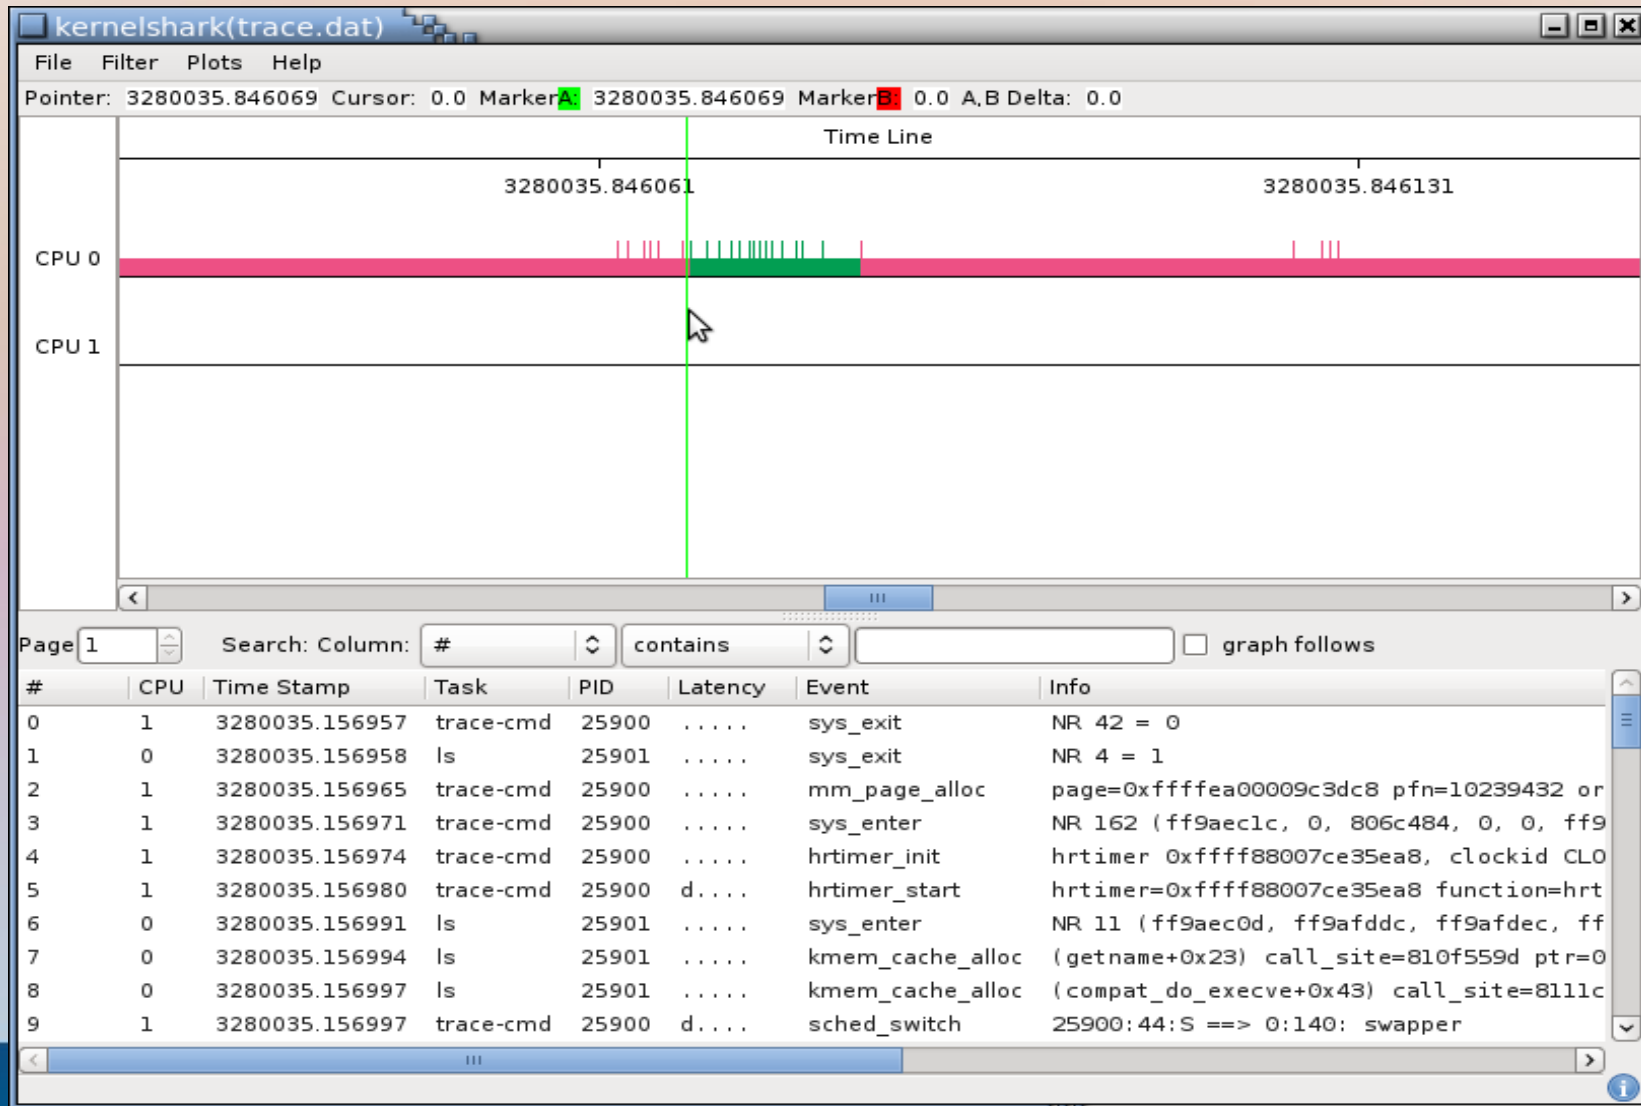 kernelshark(trace.dat)
File Filter Plots Help
Pointer: 3280035.846069 Cursor: 0.0 MarkerA: 3280035.846069 MarkerB: 0.0 A,B Delta: 0.0
Time Line
3280035.846061 3280035.846131
CPU 0
CPU 1
Page 1 Search: Column: # contains graph follows
# CPU Time Stamp Task PID Latency Event Info
0 1 3280035.156957 trace-cmd 25900 ..... sys_exit NR 42 = 0
1 0 3280035.156958 ls 25901 ..... sys_exit NR 4 = 1
2 1 3280035.156965 trace-cmd 25900 ..... mm_page_alloc page=0xffffea00009c3dc8 pfn=10239432 or
3 1 3280035.156971 trace-cmd 25900 ..... sys_enter NR 162 (ff9aec1c, 0, 806c484, 0, 0, ff9
4 1 3280035.156974 trace-cmd 25900 ..... hrtimer_init hrtimer 0xffff88007ce35ea8, clockid CLO
5 1 3280035.156980 trace-cmd 25900 d.... hrtimer_start hrtimer=0xffff88007ce35ea8 function=hrt
6 0 3280035.156991 ls 25901 ..... sys_enter NR 11 (ff9aec0d, ff9afddc, ff9afdec, ff
7 0 3280035.156994 ls 25901 ..... kmem_cache_alloc (getname+0x23) call_site=810f559d ptr=0
8 0 3280035.156997 ls 25901 ..... kmem_cache_alloc (compat_do_execve+0x43) call_site=8111c
9 1 3280035.156997 trace-cmd 25900 d.... sched_switch 25900:44:S ==> 0:140: swapper